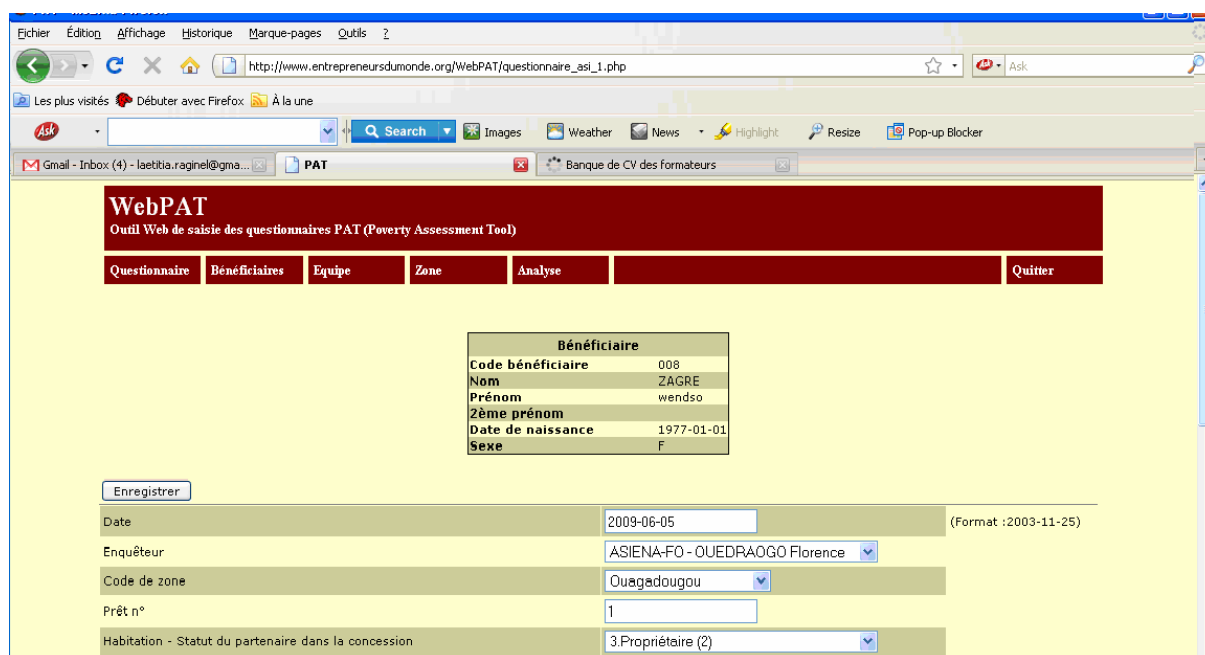 Fichier Édition Affichage Historique Marque-pages Outils ?
http://www.entrepreneursdumonde.org/WebPAT/questionnaire_asi_1.php Ask
Les plus visités Débuter avec Firefox À la une
Ask Search Images Weather News Highlight Resize Pop-up Blocker
Gmail - Inbox (4) - laetitia.raginel@gma... PAT Banque de CV des formateurs
WebPAT
Outil Web de saisie des questionnaires PAT (Poverty Assessment Tool)
Questionnaire Bénéficiaires Equipe Zone Analyse Quitter
Bénéficiaire
Code bénéficiaire 008
Nom ZAGRE
Prénom wendso
2ème prénom
Date de naissance 1977-01-01
Sexe F
Enregistrer
Date 2009-06-05 (Format :2003-11-25)
Enquêteur ASIENA-FO - OUEDRAOGO Florence
Code de zone Ouagadougou
Prêt n° 1
Habitation - Statut du partenaire dans la concession 3.Propriétaire (2)